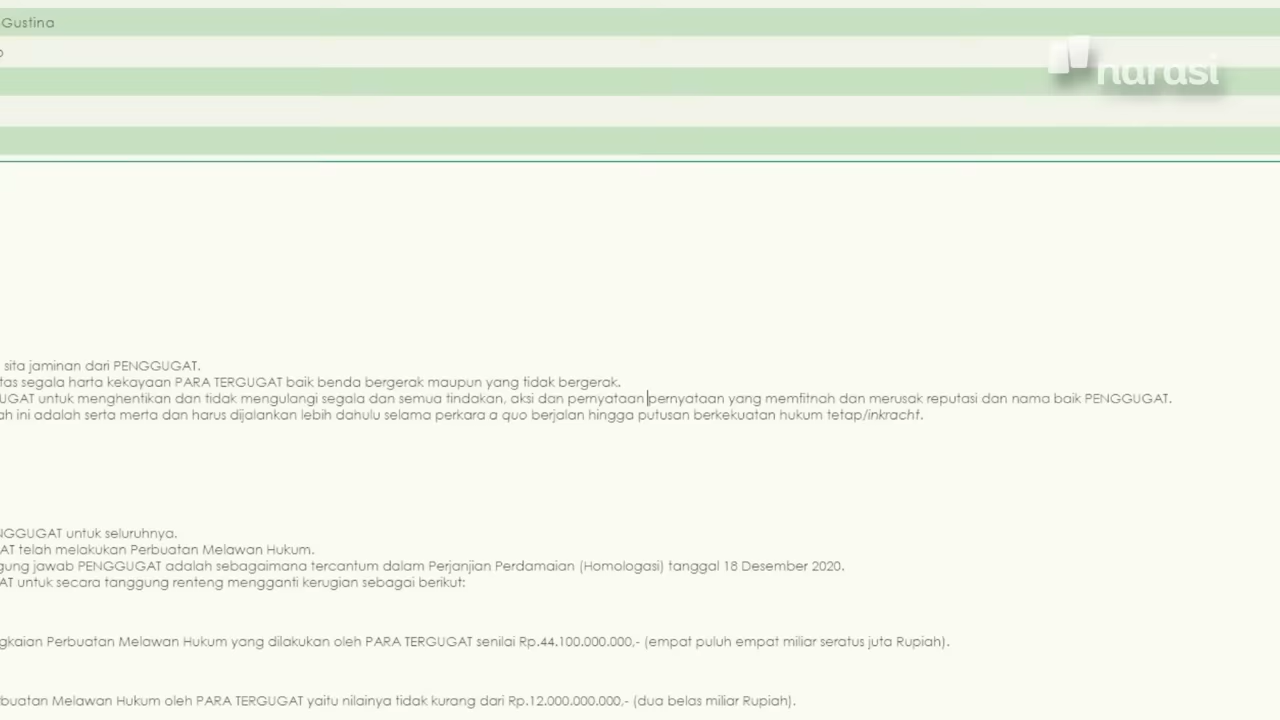 Gustina
narasi
sita jaminan dari PENGGUGAT.
tas segala harta kekayaan PARA TERGUGAT baik benda bergerak maupun yang tidak bergerak.
UGAT untuk menghentikan dan tidak mengulangi segala dan semua tindakan, aksi dan pernyataan pernyataan yang memfitnah dan merusak reputasi dan nama baik PENGGUGAT.
ah ini adalah serta merta dan harus dijalankan lebih dahulu selama perkara a quo berjalan hingga putusan berkekuatan hukum tetap/inkracht.
NGGUGAT untuk seluruhnya.
AT telah melakukan Perbuatan Melawan Hukum.
gung jawab PENGGUGAT adalah sebagaimana tercantum dalam Perjanjian Perdamaian (Homologasi) tanggal 18 Desember 2020.
AT untuk secara tanggung renteng mengganti kerugian sebagai berikut:
gkaian Perbuatan Melawan Hukum yang dilakukan oleh PARA TERGUGAT senilai Rp.44.100.000.000,- (empat puluh empat miliar seratus juta Rupiah).
buatan Melawan Hukum oleh PARA TERGUGAT yaitu nilainya tidak kurang dari Rp.12.000.000.000,- (dua belas miliar Rupiah).